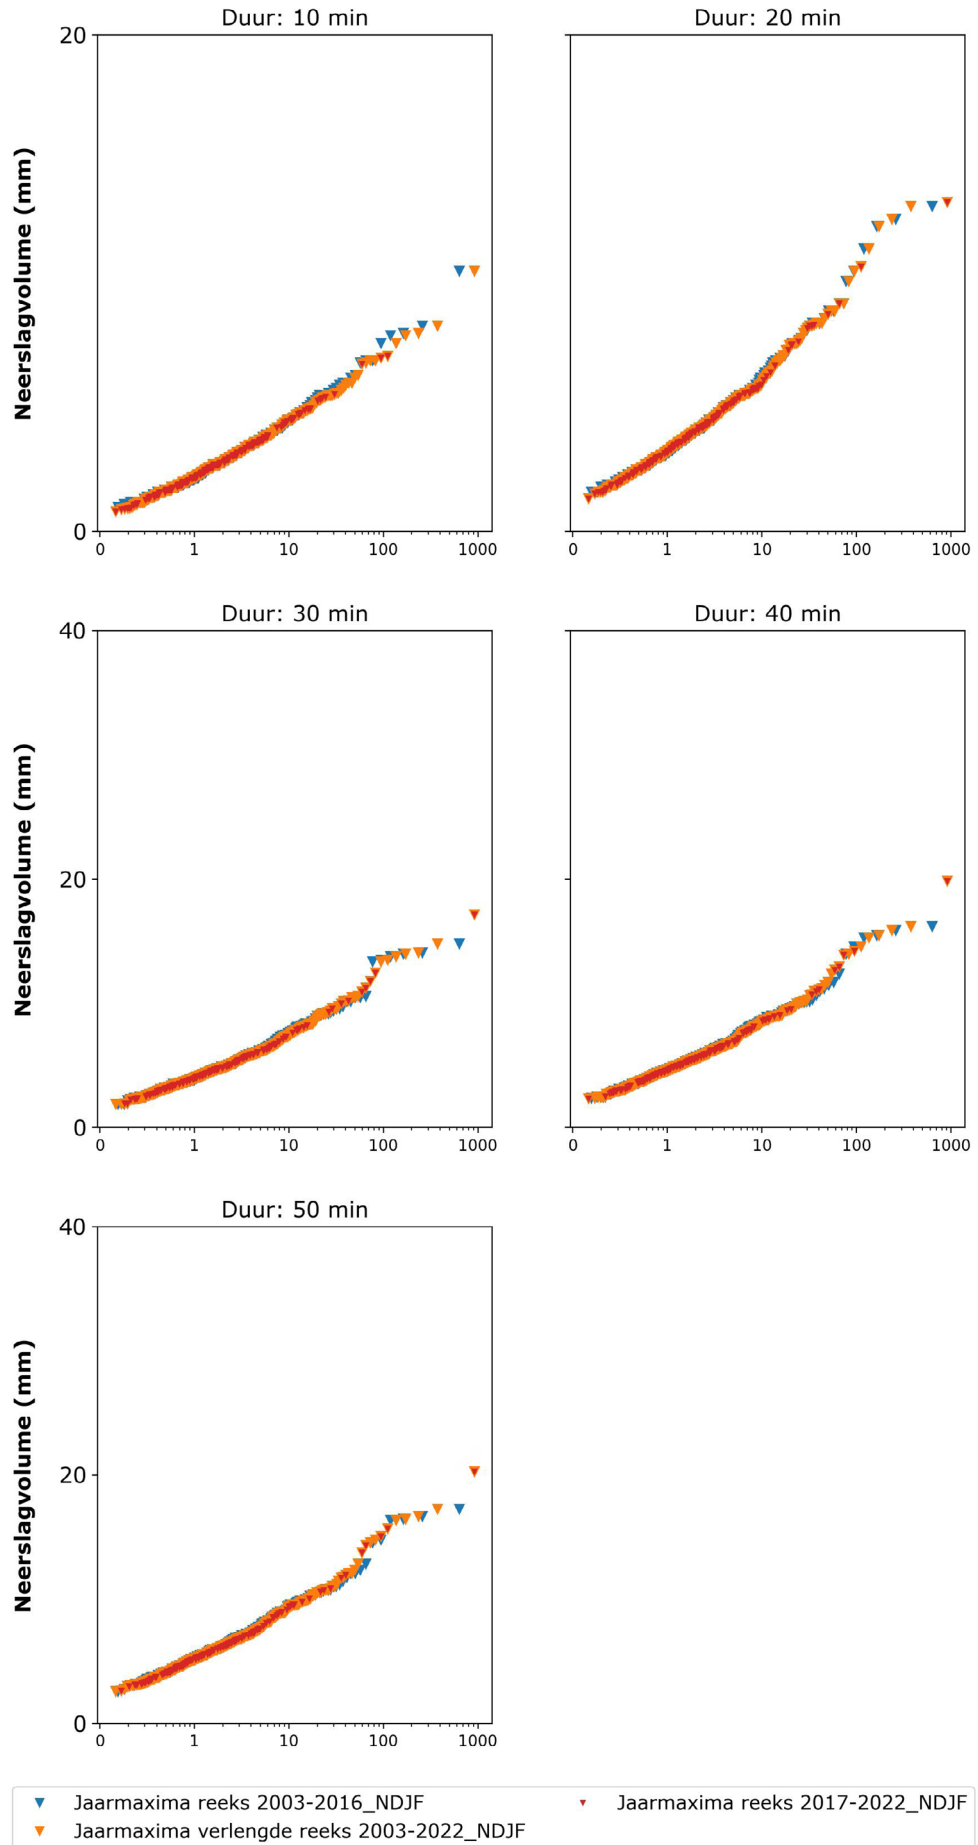 Duur: 10 min
Duur: 20 min
20
Neerslagvolume (mm)
0
0 1 10 100 1000
0 1 10 100 1000
Duur: 30 min
Duur: 40 min
40
Neerslagvolume (mm)
20
0
0 1 10 100 1000
0 1 10 100 1000
Duur: 50 min
40
Neerslagvolume (mm)
20
0
0 1 10 100 1000
Jaarmaxima reeks 2003-2016_NDJF
Jaarmaxima verlengde reeks 2003-2022_NDJF
Jaarmaxima reeks 2017-2022_NDJF